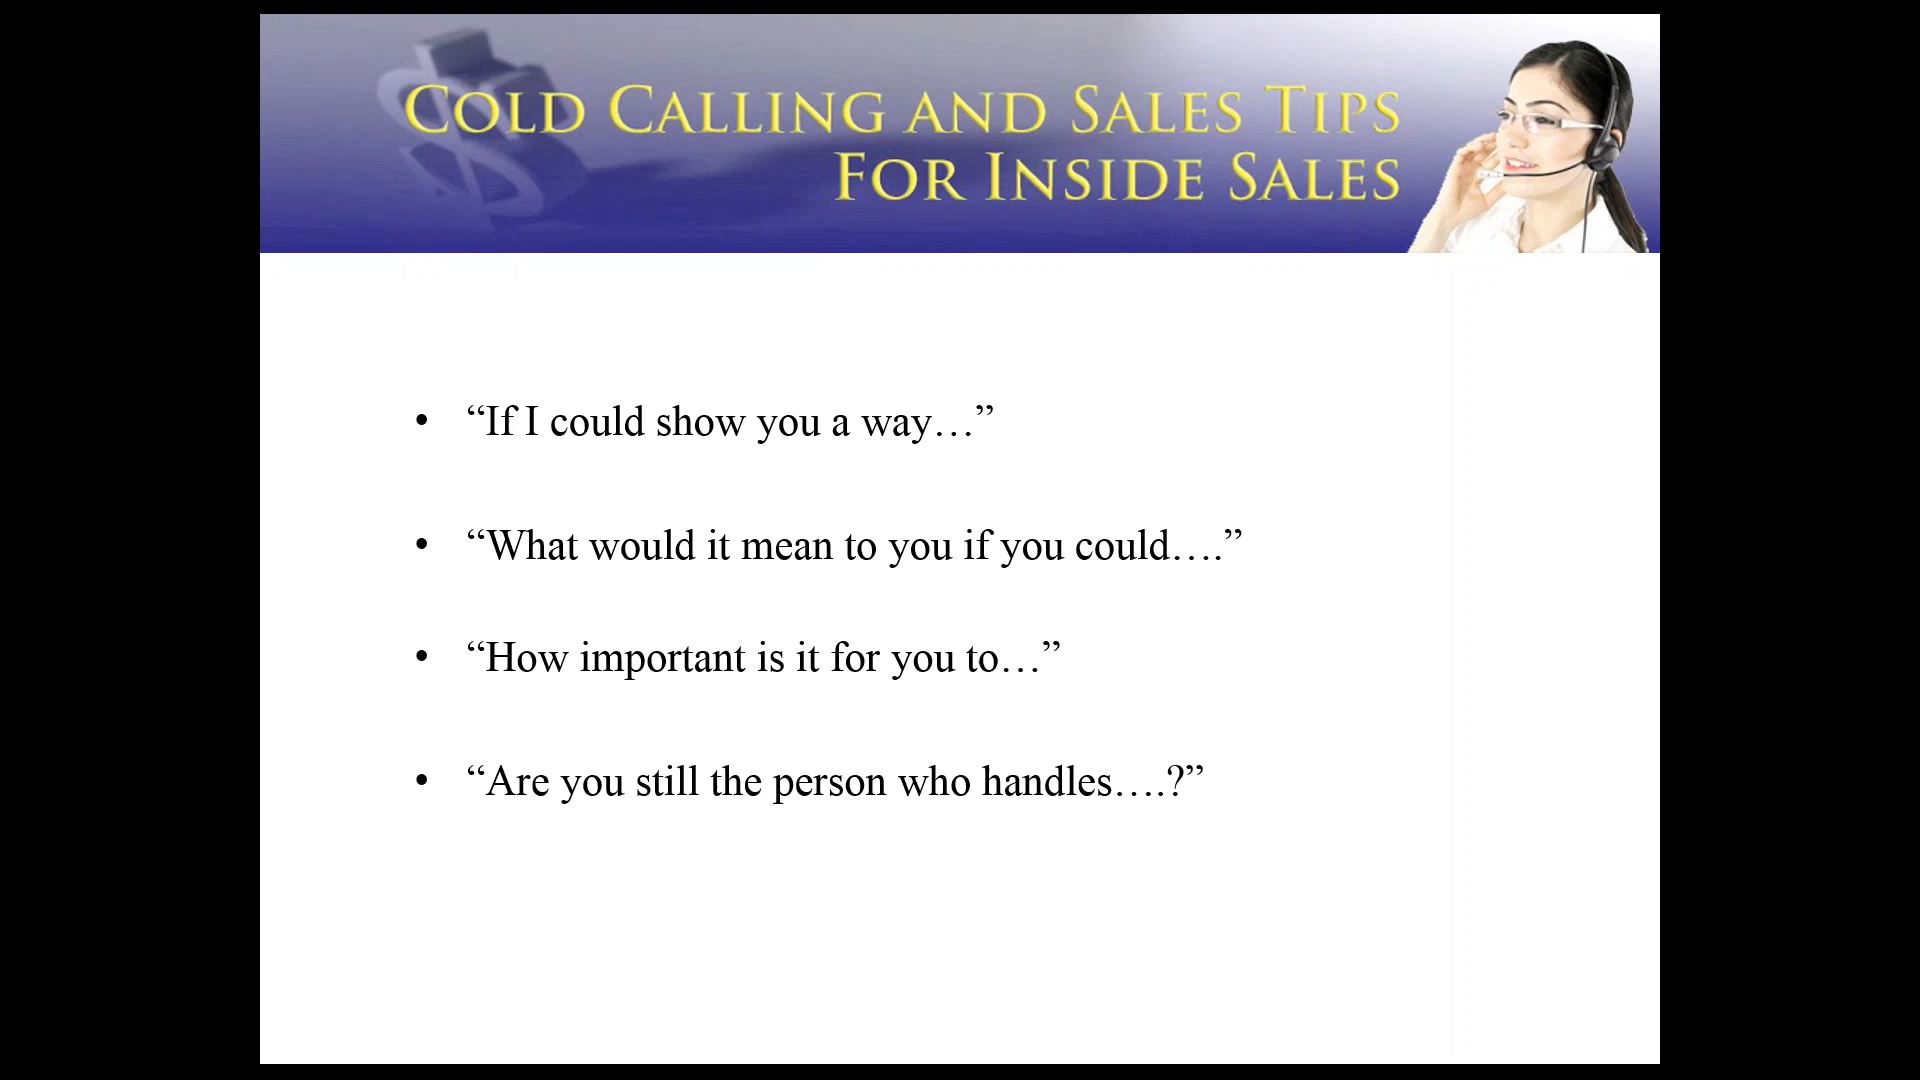 COLD CALLING AND SALES TIPS
FOR INSIDE SALES
• “If I could show you a way…”
• “What would it mean to you if you could….”
• “How important is it for you to…”
• “Are you still the person who handles….?”